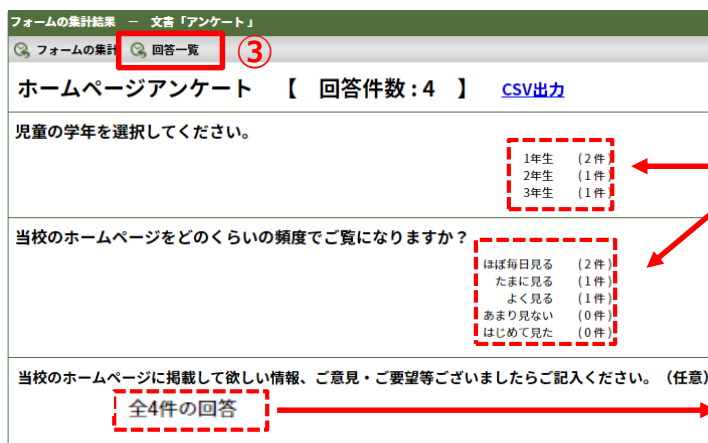 フォームの集計結果 － 文書「アンケート」
フォームの集計 回答一覧 ③
ホームページアンケート 【 回答件数 : 4 】 CSV出力
児童の学年を選択してください。
1年生 (2件)
2年生 (1件)
3年生 (1件)
当校のホームページをどのくらいの頻度でご覧になりますか？
ほぼ毎日見る (2件)
たまに見る (1件)
よく見る (1件)
あまり見ない (0件)
はじめて見た (0件)
当校のホームページに掲載して欲しい情報、ご意見・ご要望等ございましたらご記入ください。（任意）
全4件の回答